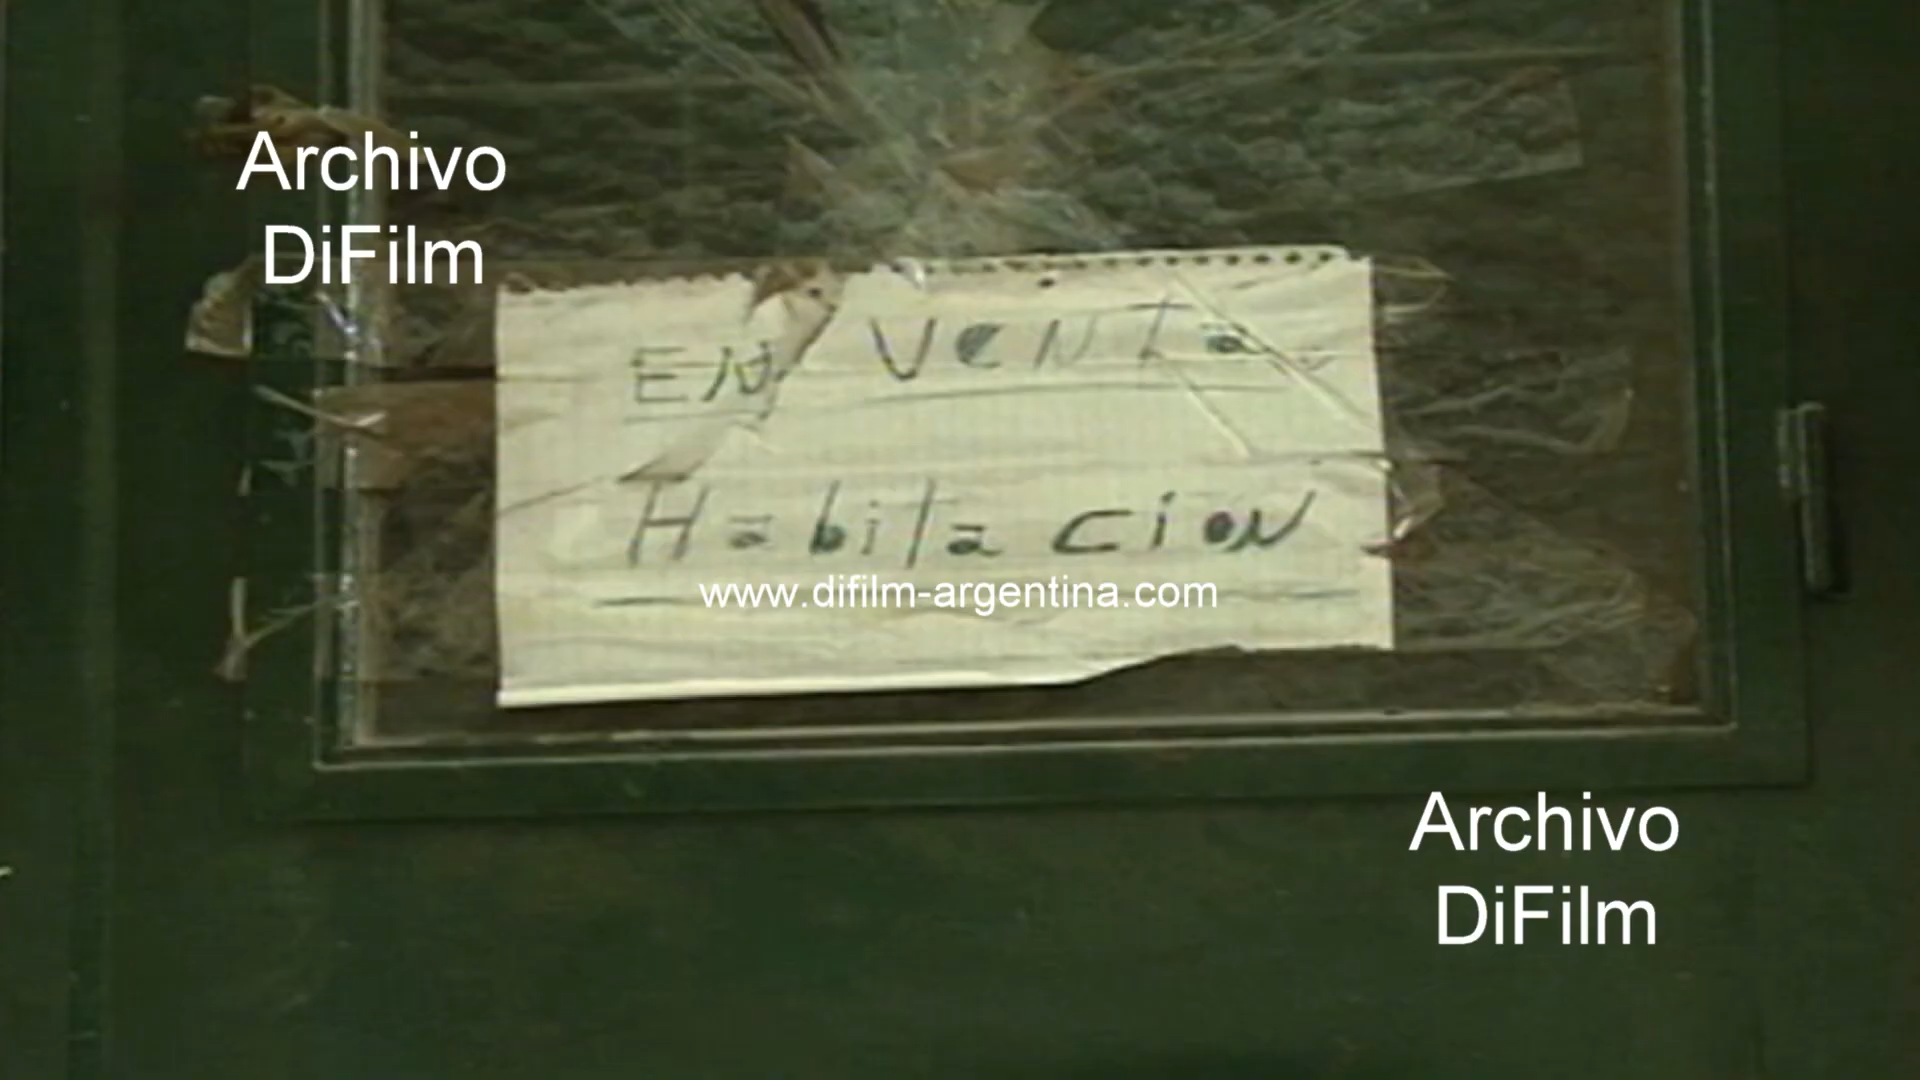 Archivo
DiFilm
EN VeNTa
HabiTacioN
www.difilm-argentina.com
Archivo
DiFilm